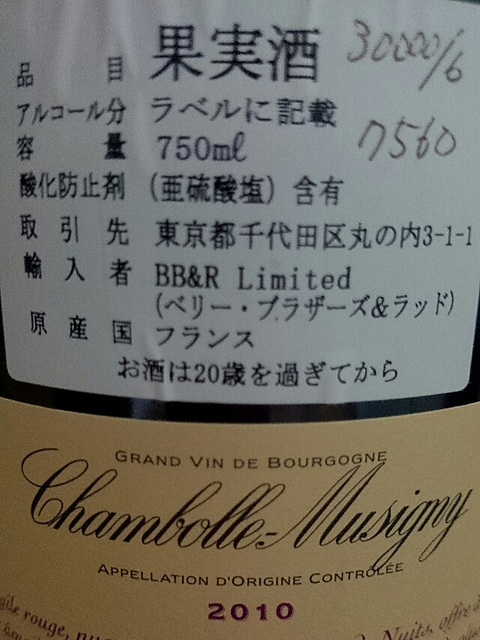 品目 果実酒 30000/6
アルコール分 ラベルに記載
容量 750ml 7560
酸化防止剤 (亜硫酸塩) 含有
取引先 東京都千代田区丸の内3-1-1
輸入者 BB&R Limited
(ベリー・ブラザーズ&ラッド)
原産国 フランス
お酒は20歳を過ぎてから
GRAND VIN DE BOURGOGNE
Chambolle-Musigny
APPELLATION D'ORIGINE CONTRÔLÉE
2010
rouge,
Nuits, offre